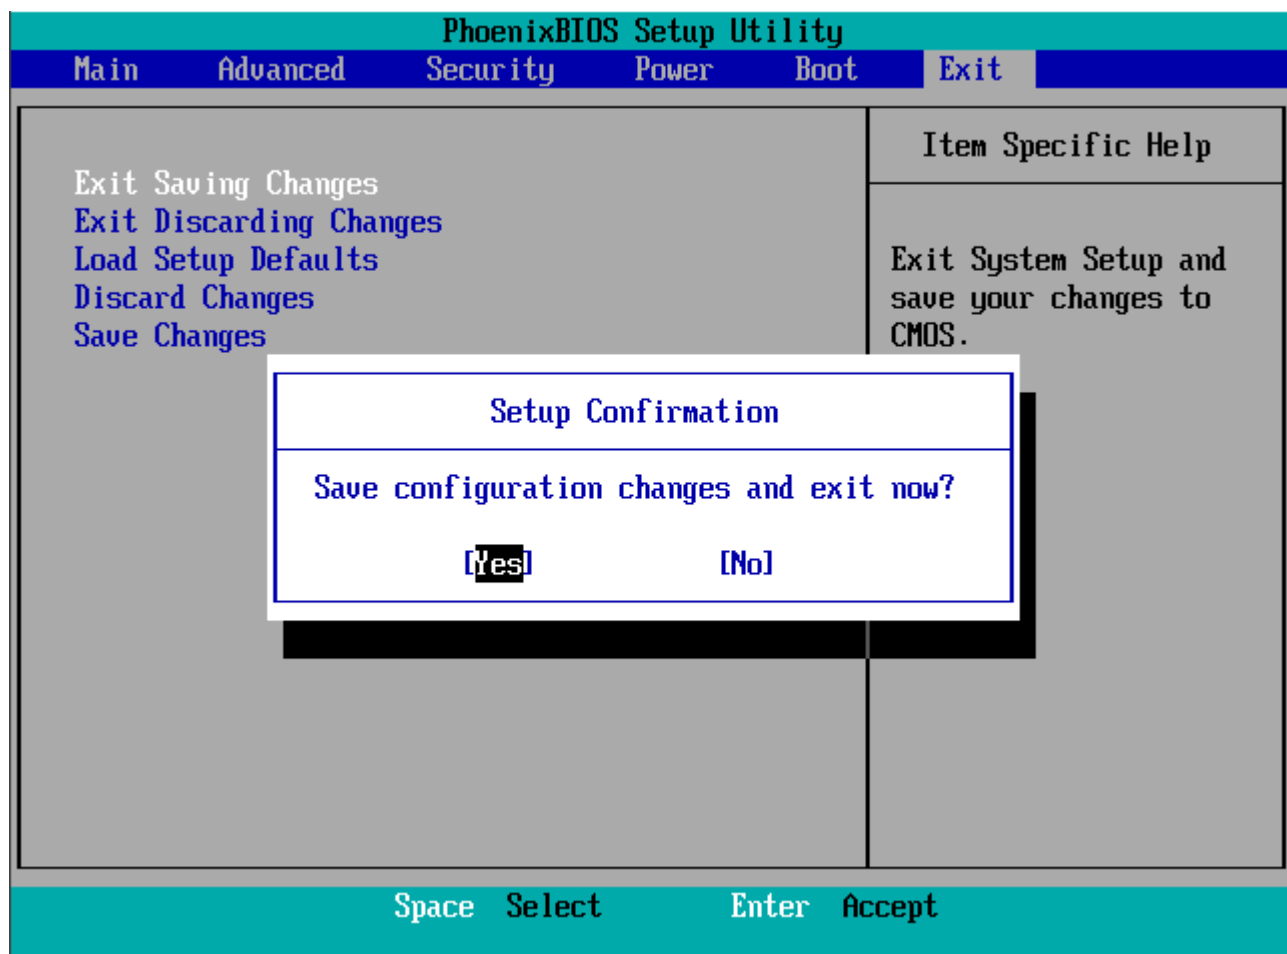 PhoenixBIOS Setup Utility
Main Advanced Security Power Boot Exit
Exit Saving Changes
Exit Discarding Changes
Load Setup Defaults
Discard Changes
Save Changes
Item Specific Help
Exit System Setup and
save your changes to
CMOS.
Setup Confirmation
Save configuration changes and exit now?
[Yes] [No]
Space Select Enter Accept